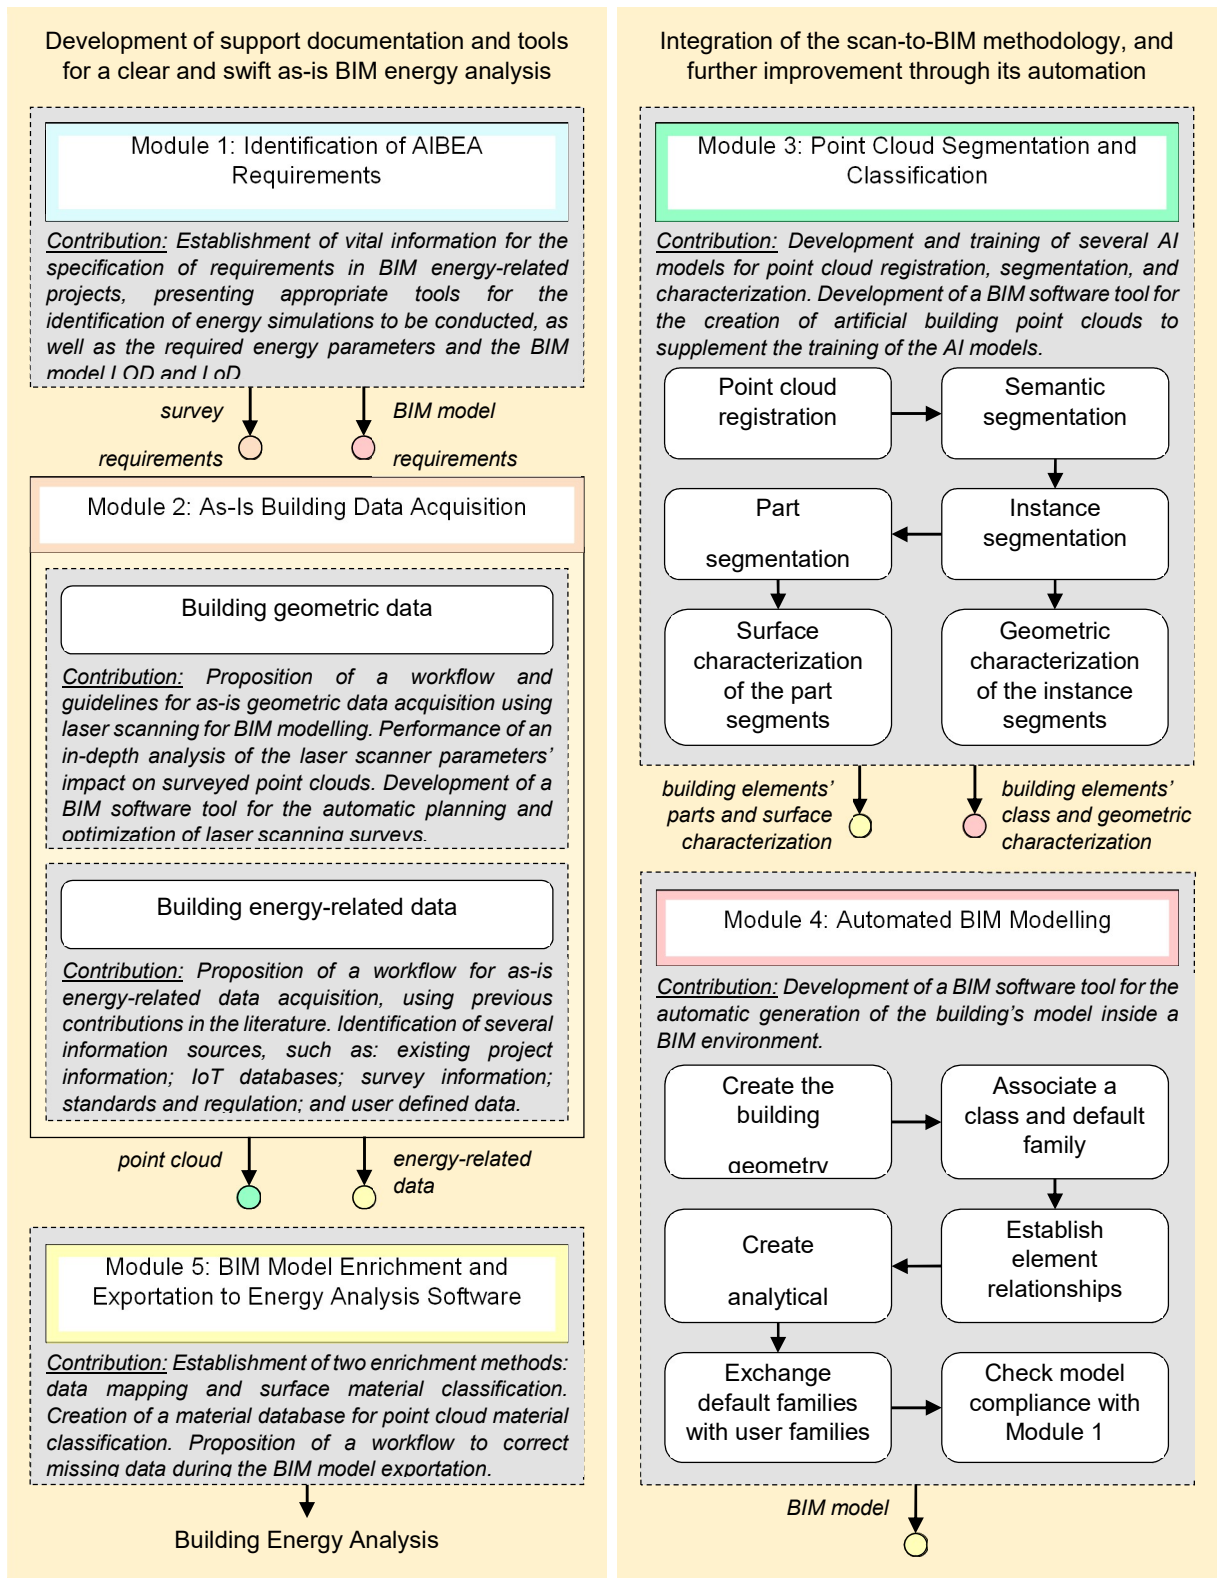 Development of support documentation and tools
for a clear and swift as-is BIM energy analysis
Module 1: Identification of AIBEA
Requirements
Contribution: Establishment of vital information for the
specification of requirements in BIM energy-related
projects, presenting appropriate tools for the
identification of energy simulations to be conducted, as
well as the required energy parameters and the BIM
model LOD and LoD
survey
requirements
BIM model
requirements
Module 2: As-Is Building Data Acquisition
Building geometric data
Contribution: Proposition of a workflow and
guidelines for as-is geometric data acquisition using
laser scanning for BIM modelling. Performance of an
in-depth analysis of the laser scanner parameters’
impact on surveyed point clouds. Development of a
BIM software tool for the automatic planning and
optimization of laser scanning surveys.
Building energy-related data
Contribution: Proposition of a workflow for as-is
energy-related data acquisition, using previous
contributions in the literature. Identification of several
information sources, such as: existing project
information; IoT databases; survey information;
standards and regulation; and user defined data.
point cloud
energy-related
data
Module 5: BIM Model Enrichment and
Exportation to Energy Analysis Software
Contribution: Establishment of two enrichment methods:
data mapping and surface material classification.
Creation of a material database for point cloud material
classification. Proposition of a workflow to correct
missing data during the BIM model exportation.
Building Energy Analysis
Integration of the scan-to-BIM methodology, and
further improvement through its automation
Module 3: Point Cloud Segmentation and
Classification
Contribution: Development and training of several AI
models for point cloud registration, segmentation, and
characterization. Development of a BIM software tool for
the creation of artificial building point clouds to
supplement the training of the AI models.
Point cloud
registration
Semantic
segmentation
Part
segmentation
Instance
segmentation
Surface
characterization
of the part
segments
Geometric
characterization
of the instance
segments
building elements’
parts and surface
characterization
building elements’
class and geometric
characterization
Module 4: Automated BIM Modelling
Contribution: Development of a BIM software tool for the
automatic generation of the building’s model inside a
BIM environment.
Create the
building
geometry
Associate a
class and default
family
Create
analytical
Establish
element
relationships
Exchange
default families
with user families
Check model
compliance with
Module 1
BIM model